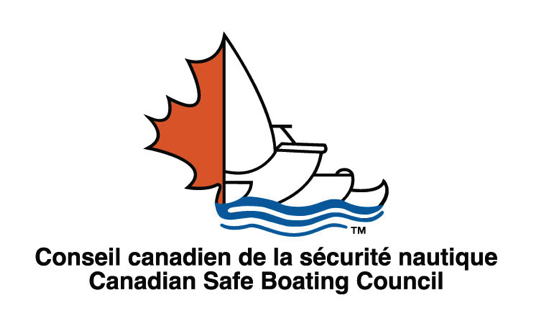 TM
Conseil canadien de la sécurité nautique
Canadian Safe Boating Council